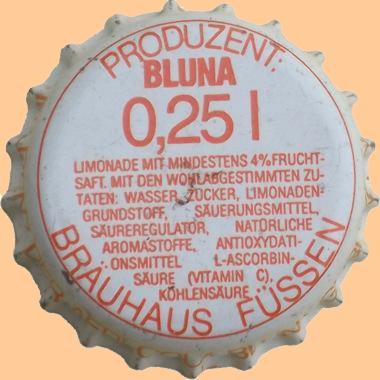 PRODUZENT:
BLUNA
0,25 l
LIMONADE MIT MINDESTENS 4% FRUCHT-
SAFT. MIT DEN WOHLABGESTIMMTEN ZU-
TATEN: WASSER, ZUCKER, LIMONADEN-
GRUNDSTOFF, SÄUERUNGSMITTEL,
SÄUREREGULATOR, NATÜRLICHE
AROMASTOFFE, ANTIOXYDATI-
ONSMITTEL L-ASCORBIN-
SÄURE (VITAMIN C),
KOHLENSÄURE
BRAUHAUS FÜSSEN